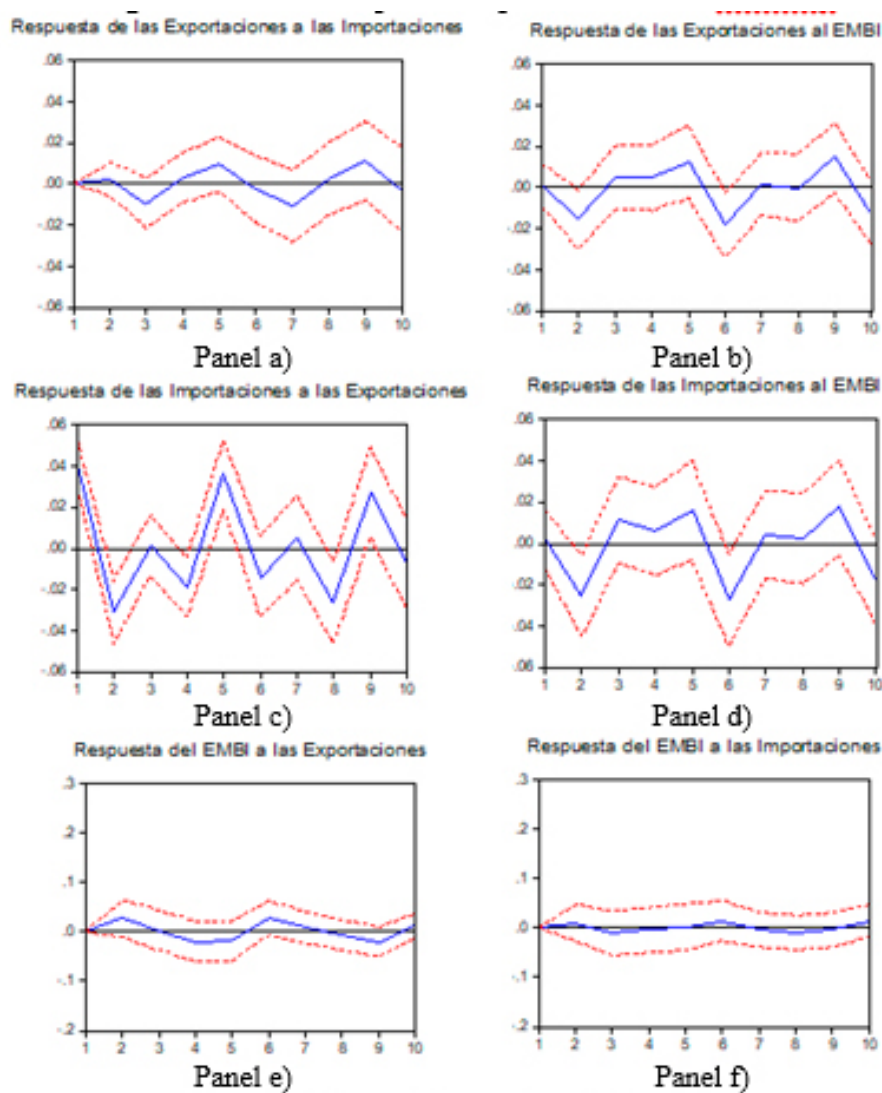 Respuesta de las Exportaciones a las Importaciones
.06
.04
.02
.00
-.02
-.04
-.06
1 2 3 4 5 6 7 8 9 10
Panel a)
Respuesta de las Exportaciones al EMBI
.06
.04
.02
.00
-.02
-.04
-.06
1 2 3 4 5 6 7 8 9 10
Panel b)
Respuesta de las Importaciones a las Exportaciones
.06
.04
.02
.00
-.02
-.04
-.06
1 2 3 4 5 6 7 8 9 10
Panel c)
Respuesta de las Importaciones al EMBI
.06
.04
.02
.00
-.02
-.04
-.06
1 2 3 4 5 6 7 8 9 10
Panel d)
Respuesta del EMBI a las Exportaciones
.3
.2
.1
.0
-.1
-.2
1 2 3 4 5 6 7 8 9 10
Panel e)
Respuesta del EMBI a las Importaciones
.3
.2
.1
.0
-.1
-.2
1 2 3 4 5 6 7 8 9 10
Panel f)